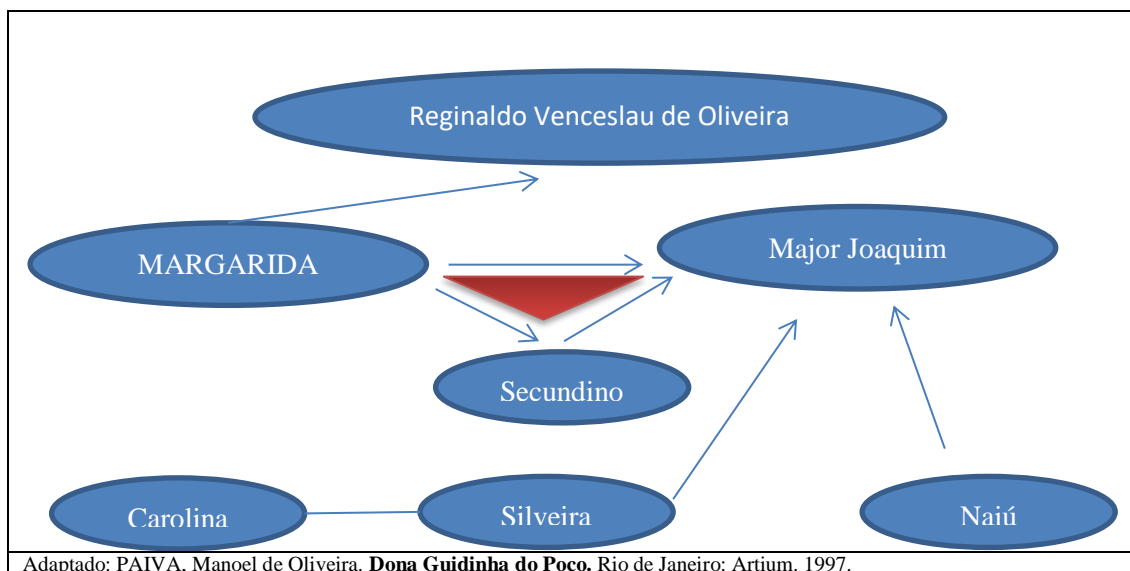 Reginaldo Venceslau de Oliveira
MARGARIDA
Major Joaquim
Secundino
Carolina
Silveira
Naiú
Adaptado: PAIVA, Manoel de Oliveira. Dona Guidinha do Poço. Rio de Janeiro: Artium. 1997.